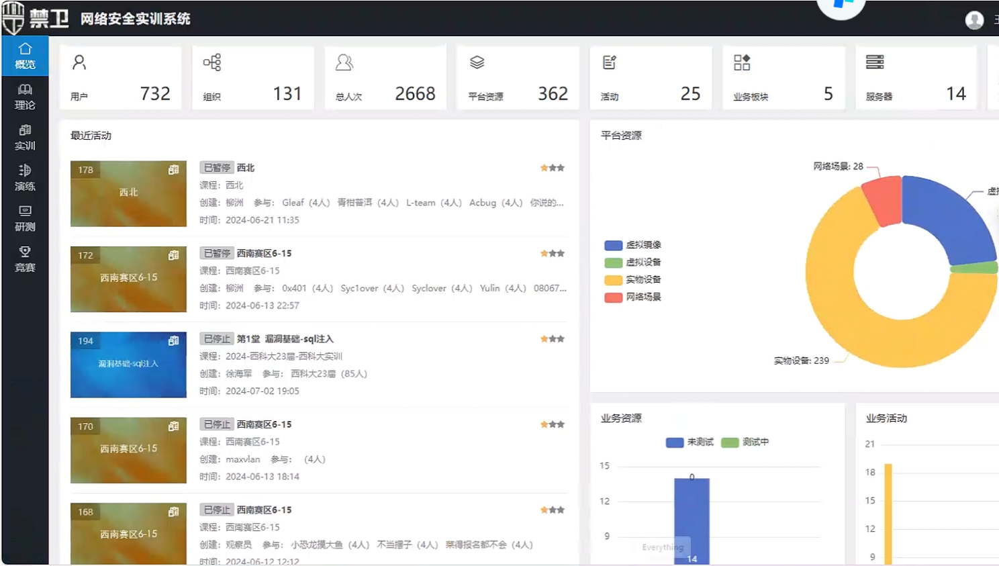 禁卫 网络安全实训系统
概览
理论
实训
演练
研测
竞赛
用户 732
组织 131
总人次 2668
平台资源 362
活动 25
业务板块 5
服务器 14
最近活动
178
西北
已暂停 西北
课程：西北
创建：柳洲 参与： Gleaf（4人） 青柑普洱（4人） L-team（4人） Acbug（4人） 你说的...
时间：2024-06-21 11:35
172
西南赛区6-15
已暂停 西南赛区6-15
课程：西南赛区6-15
创建：柳洲 参与： 0x401（4人） Syc1over（4人） Syclover（4人） Yulin（4人） 08067...
时间：2024-06-13 22:57
194
漏洞基础-sql注入
已停止 第1堂 漏洞基础-sql注入
课程：2024-西科大23届-西科大实训
创建：徐海军 参与： 西科大23届（85人）
时间：2024-07-02 19:05
170
西南赛区6-15
已停止 西南赛区6-15
课程：西南赛区6-15
创建：maxvlan 参与： （4人）
时间：2024-06-13 18:14
168
西南赛区6-15
已停止 西南赛区6-15
课程：西南赛区6-15
创建：观察员 参与： 小恐龙摸大鱼（4人） 不当摆子（4人） 菜得报名都不会（4人）
时间：2024-06-12 12:12
平台资源
网络场景: 28
虚拟镜像
虚拟设备
实物设备
网络场景
实物设备: 239
业务资源
未测试 测试中
15
12
9
0
14
Everything
业务活动
21
18
15
12
9